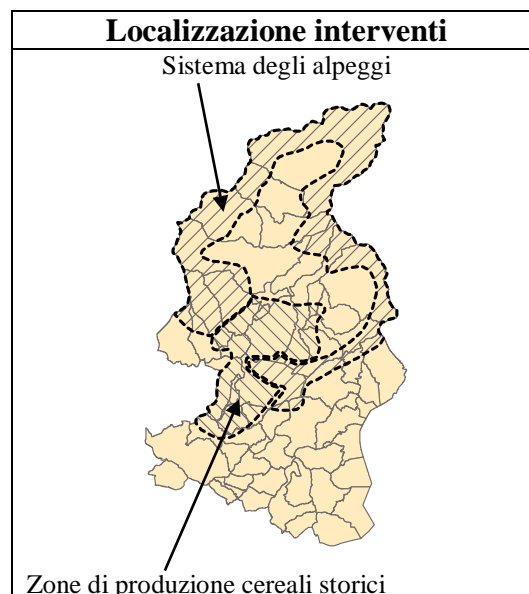 Localizzazione interventi
Sistema degli alpeggi
Zone di produzione cereali storici